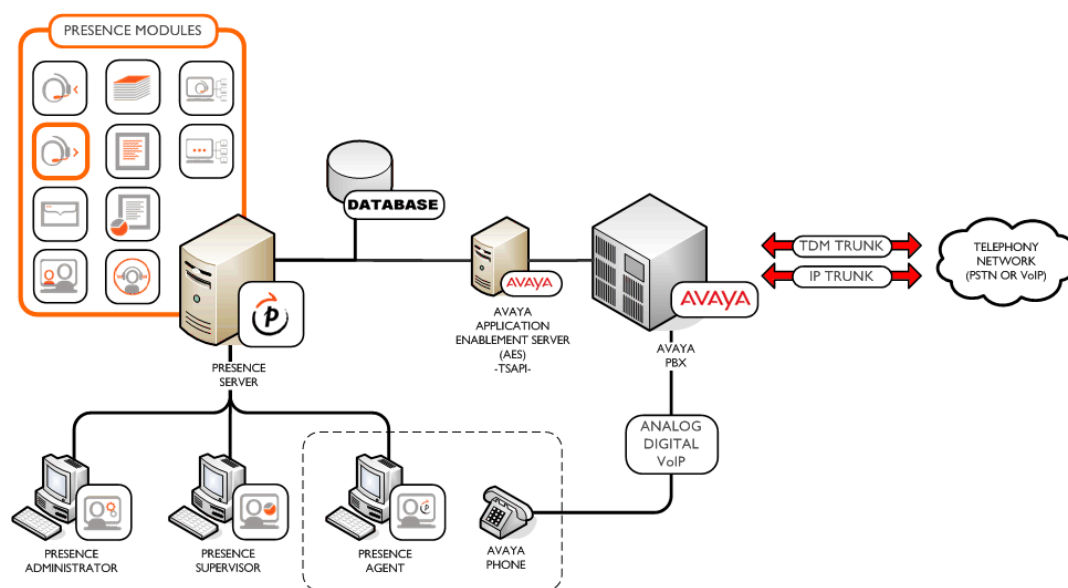 PRESENCE MODULES
DATABASE
AVAYA
AVAYA
APPLICATION
ENABLEMENT SERVER
(AES)
-TSAPI-
AVAYA
AVAYA
PBX
TDM TRUNK
IP TRUNK
TELEPHONY
NETWORK
(PSTN OR VoIP)
p
PRESENCE
SERVER
ANALOG
DIGITAL
VoIP
PRESENCE
ADMINISTRATOR
PRESENCE
SUPERVISOR
p
PRESENCE
AGENT
AVAYA
PHONE